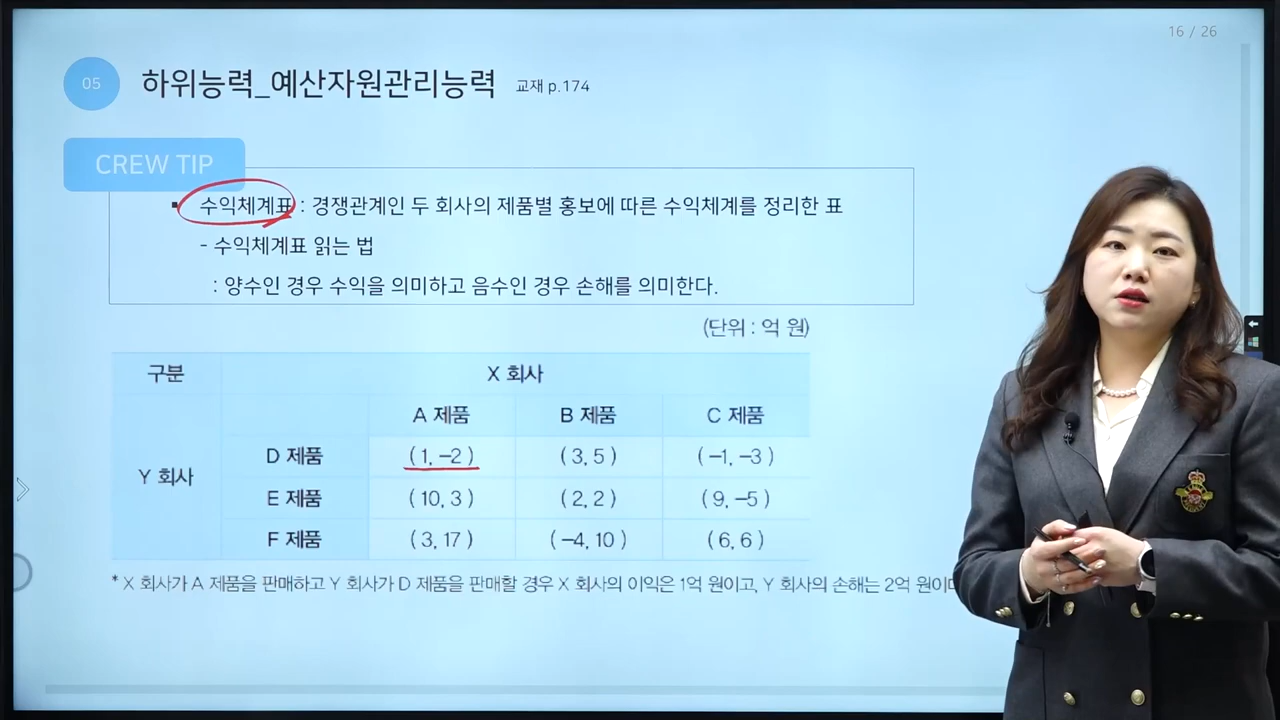 16 / 26
05
하위능력_예산자원관리능력 교재 p.174
CREW TIP
▪ 수익체계표 : 경쟁관계인 두 회사의 제품별 홍보에 따른 수익체계를 정리한 표
- 수익체계표 읽는 법
: 양수인 경우 수익을 의미하고 음수인 경우 손해를 의미한다.
(단위 : 억 원)
구분 X 회사
A 제품 B 제품 C 제품
Y 회사
D 제품 (1, −2) (3, 5) (−1, −3)
E 제품 (10, 3) (2, 2) (9, −5)
F 제품 (3, 17) (−4, 10) (6, 6)
* X 회사가 A 제품을 판매하고 Y 회사가 D 제품을 판매할 경우 X 회사의 이익은 1억 원이고, Y 회사의 손해는 2억